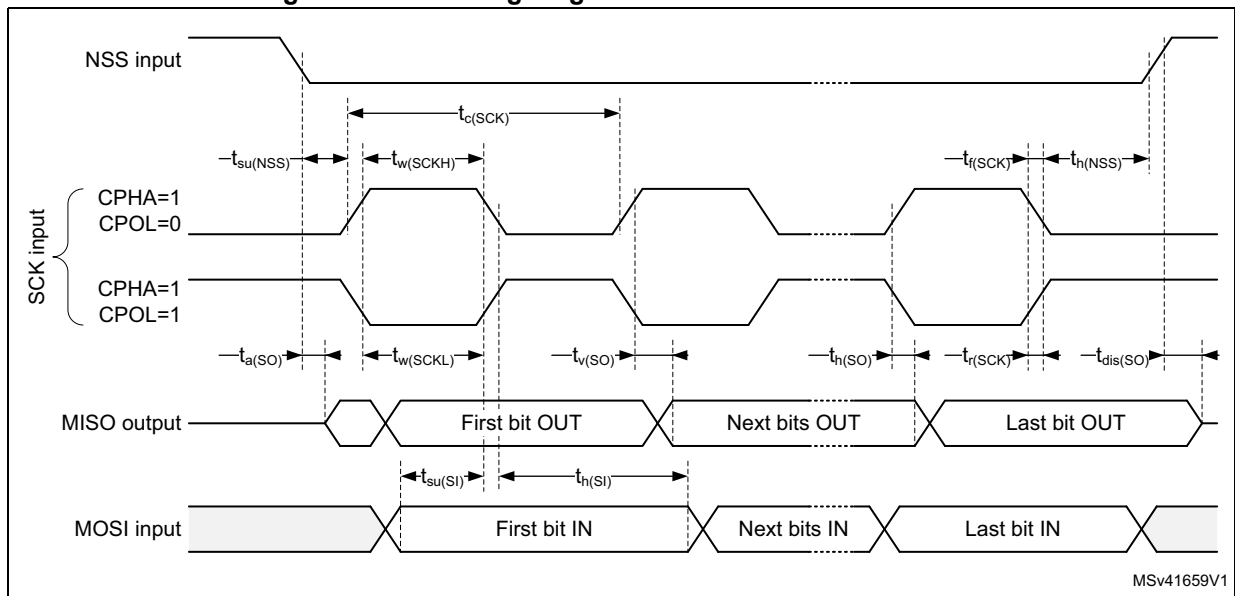 NSS input
tc(SCK)
tsu(NSS)
tw(SCKH)
tf(SCK)
th(NSS)
SCK input
CPHA=1
CPOL=0
CPHA=1
CPOL=1
ta(SO)
tw(SCKL)
tv(SO)
th(SO)
tr(SCK)
tdis(SO)
MISO output
First bit OUT
Next bits OUT
Last bit OUT
tsu(SI)
th(SI)
MOSI input
First bit IN
Next bits IN
Last bit IN
MSv41659V1